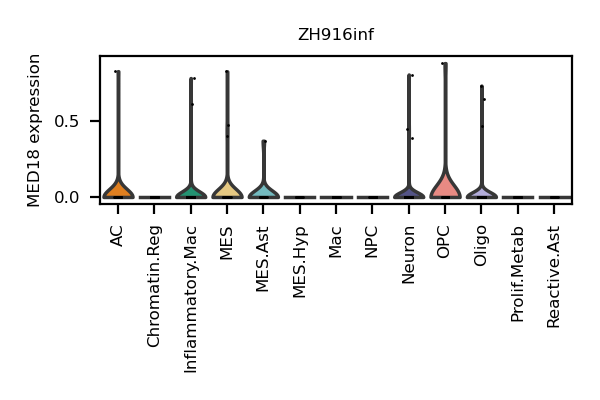 ZH916inf
MED18 expression
0.5
0.0
AC
Chromatin.Reg
Inflammatory.Mac
MES
MES.Ast
MES.Hyp
Mac
NPC
Neuron
OPC
Oligo
Prolif.Metab
Reactive.Ast